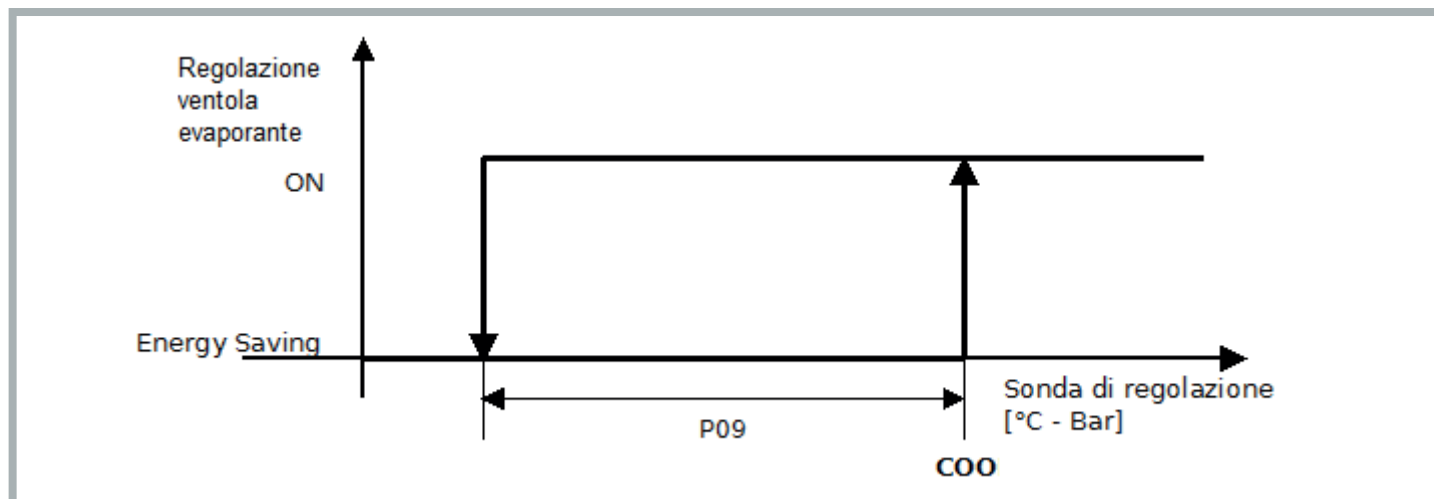 Regolazione
ventola
evaporante
ON
Energy Saving
Sonda di regolazione
[°C - Bar]
P09
COO